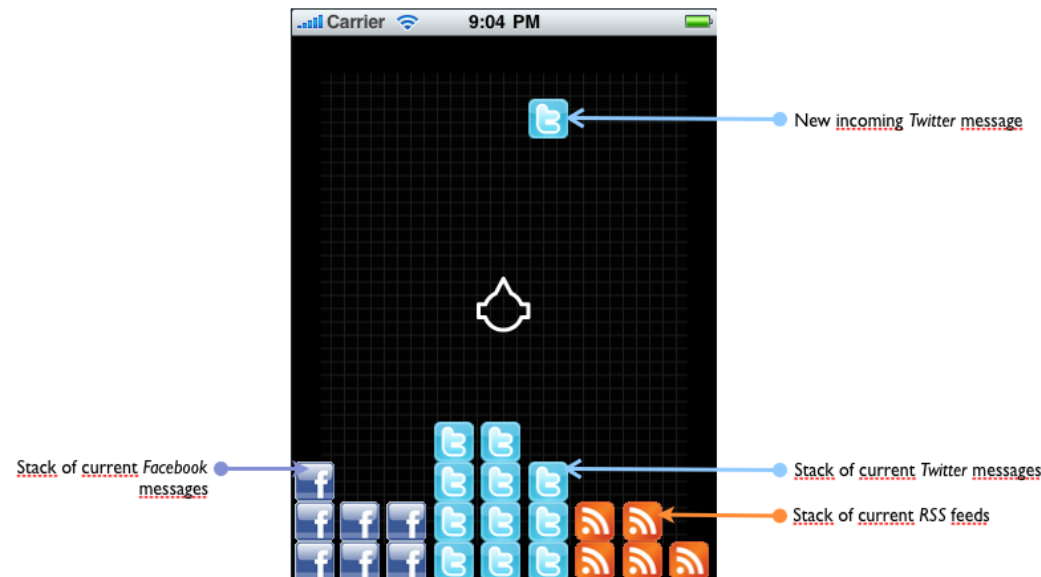 Carrier 9:04 PM
New incoming Twitter message
Stack of current Facebook
messages
Stack of current Twitter messages
Stack of current RSS feeds